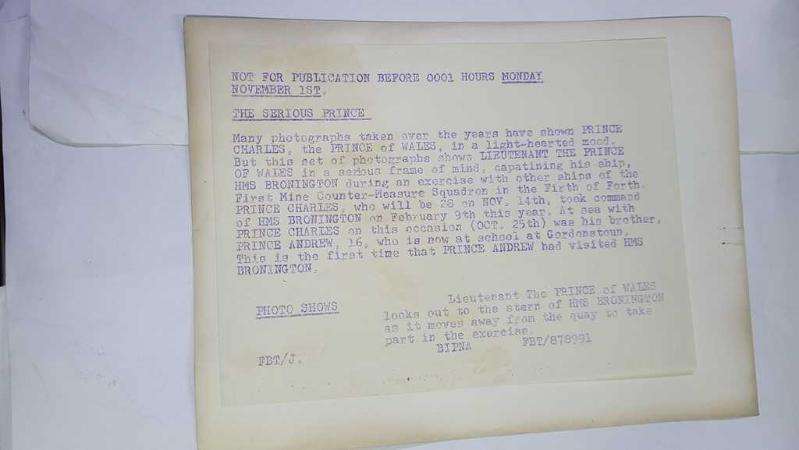 NOT FOR PUBLICATION BEFORE 0001 HOURS MONDAY
NOVEMBER 1ST.
THE SERIOUS PRINCE
Many photographs taken over the years have shown PRINCE
CHARLES, the PRINCE of WALES, in a light-hearted mood.
But this set of photographs shows LIEUTENANT THE PRINCE
OF WALES in a serious frame of mind, capatining his ship,
HMS BRONINGTON during an exercise with other ships of the
First Mine Counter-Measure Squadron in the Firth of Forth.
PRINCE CHARLES, who will be 28 on NOV. 14th, took command
of HMS BRONINGTON on February 9th this year. At sea with
PRINCE CHARLES on this occasion (OCT. 25th) was his brother,
PRINCE ANDREW, 16, who is now at school at Gordonstoun.
This is the first time that PRINCE ANDREW had visited HMS
BRONINGTON.
PHOTO SHOWS
Lieutenant The PRINCE of WALES
looks out to the stern of HMS BRONINGTON
as it moves away from the quay to take
part in the exercise.
BIPNA FBT/878991
FBT/J.